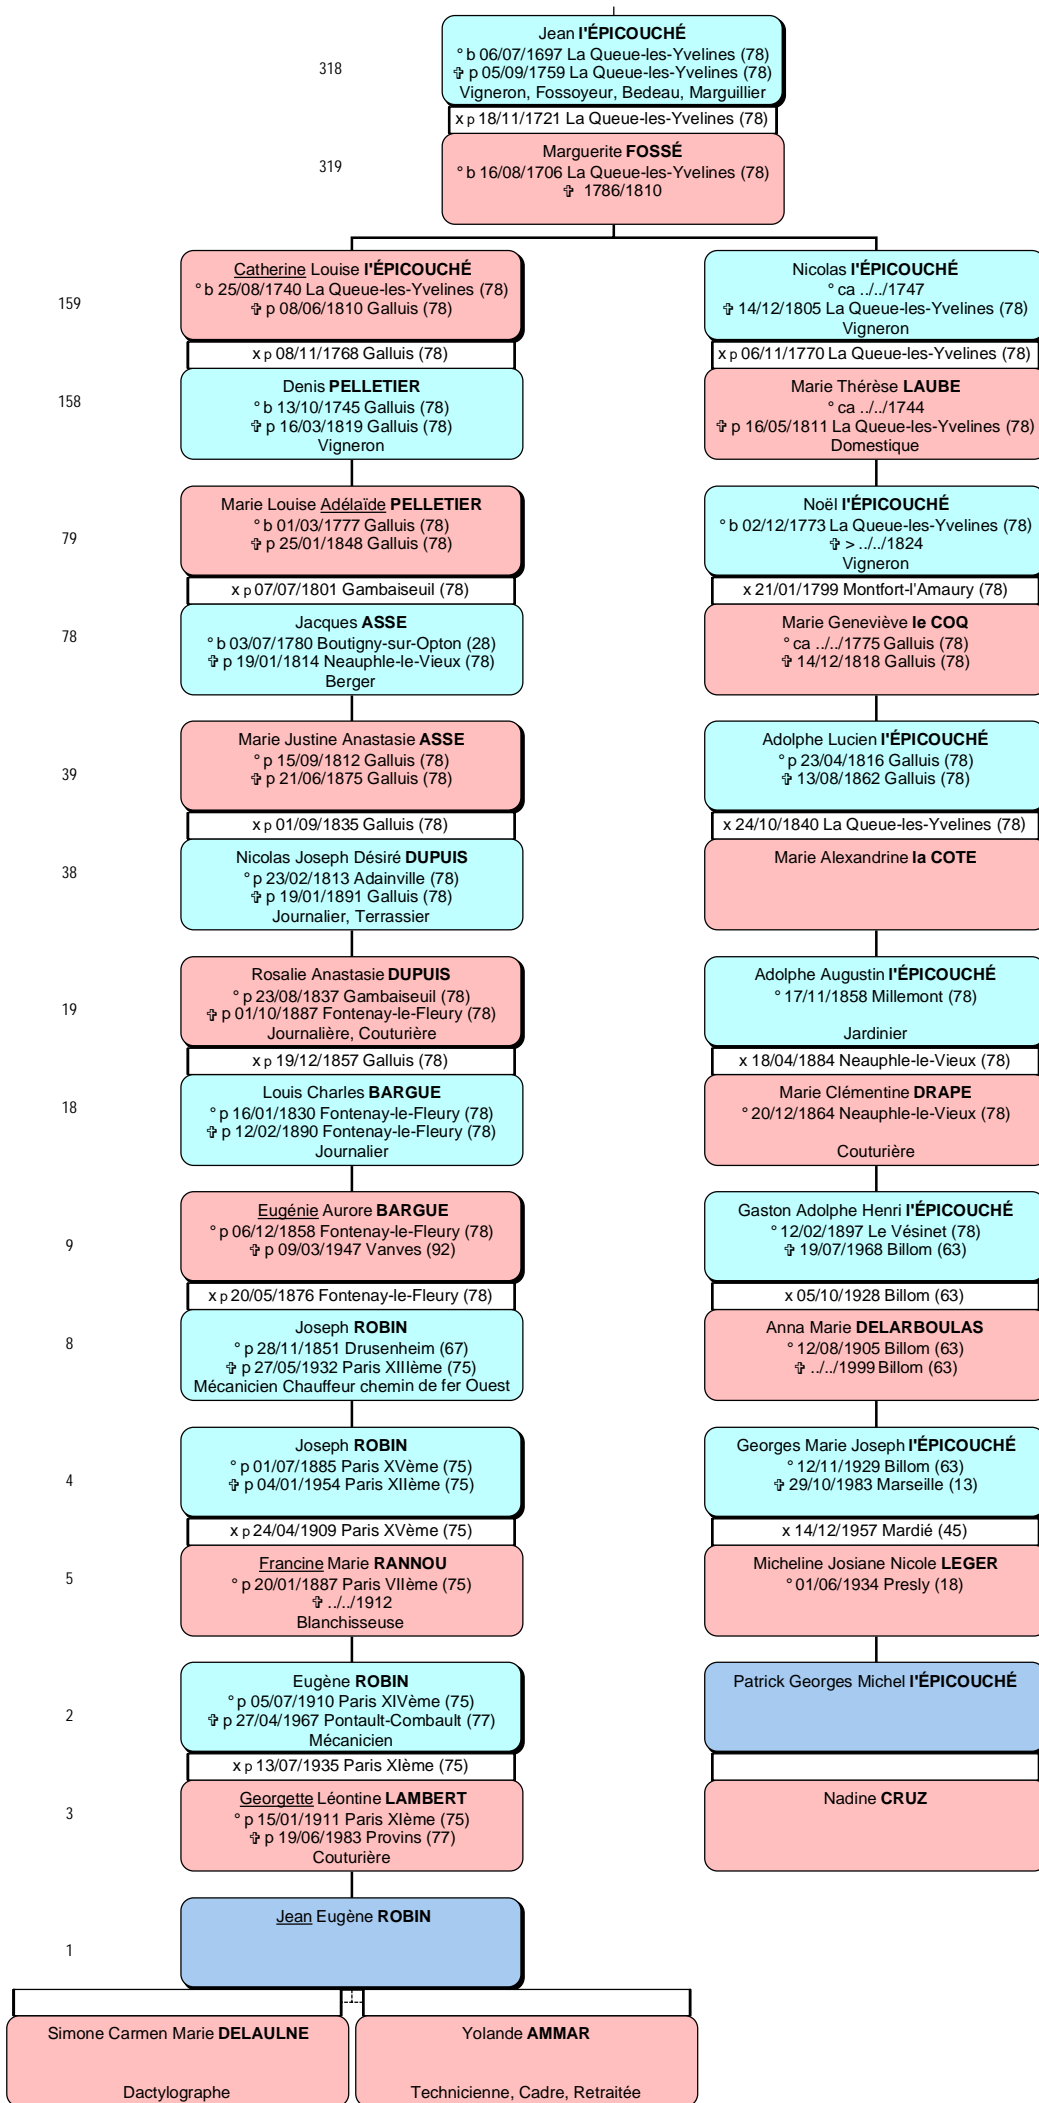 318
Jean l'ÉPICOUCHÉ
° b 06/07/1697 La Queue-les-Yvelines (78)
✞ p 05/09/1759 La Queue-les-Yvelines (78)
Vigneron, Fossoyeur, Bedeau, Marguillier
x p 18/11/1721 La Queue-les-Yvelines (78)
319
Marguerite FOSSÉ
° b 16/08/1706 La Queue-les-Yvelines (78)
✞ 1786/1810
159
Catherine Louise l'ÉPICOUCHÉ
° b 25/08/1740 La Queue-les-Yvelines (78)
✞ p 08/06/1810 Galluis (78)
x p 08/11/1768 Galluis (78)
158
Denis PELLETIER
° b 13/10/1745 Galluis (78)
✞ p 16/03/1819 Galluis (78)
Vigneron
79
Marie Louise Adélaïde PELLETIER
° b 01/03/1777 Galluis (78)
✞ p 25/01/1848 Galluis (78)
x p 07/07/1801 Gambaiseuil (78)
78
Jacques ASSE
° b 03/07/1780 Boutigny-sur-Opton (28)
✞ p 19/01/1814 Neauphle-le-Vieux (78)
Berger
39
Marie Justine Anastasie ASSE
° p 15/09/1812 Galluis (78)
✞ p 21/06/1875 Galluis (78)
x p 01/09/1835 Galluis (78)
38
Nicolas Joseph Désiré DUPUIS
° p 23/02/1813 Adainville (78)
✞ p 19/01/1891 Galluis (78)
Journalier, Terrassier
19
Rosalie Anastasie DUPUIS
° p 23/08/1837 Gambaiseuil (78)
✞ p 01/10/1887 Fontenay-le-Fleury (78)
Journalière, Couturière
x p 19/12/1857 Galluis (78)
18
Louis Charles BARGUE
° p 16/01/1830 Fontenay-le-Fleury (78)
✞ p 12/02/1890 Fontenay-le-Fleury (78)
Journalier
9
Eugénie Aurore BARGUE
° p 06/12/1858 Fontenay-le-Fleury (78)
✞ p 09/03/1947 Vanves (92)
x p 20/05/1876 Fontenay-le-Fleury (78)
8
Joseph ROBIN
° p 28/11/1851 Drusenheim (67)
✞ p 27/05/1932 Paris XIIIème (75)
Mécanicien Chauffeur chemin de fer Ouest
4
Joseph ROBIN
° p 01/07/1885 Paris XVème (75)
✞ p 04/01/1954 Paris XIIème (75)
x p 24/04/1909 Paris XVème (75)
5
Francine Marie RANNOU
° p 20/01/1887 Paris VIIème (75)
✞ ../../1912
Blanchisseuse
2
Eugène ROBIN
° p 05/07/1910 Paris XIVème (75)
✞ p 27/04/1967 Pontault-Combault (77)
Mécanicien
x p 13/07/1935 Paris XIème (75)
3
Georgette Léontine LAMBERT
° p 15/01/1911 Paris XIème (75)
✞ p 19/06/1983 Provins (77)
Couturière
1
Jean Eugène ROBIN
Simone Carmen Marie DELAULNE
Dactylographe
Yolande AMMAR
Technicienne, Cadre, Retraitée
Nicolas l'ÉPICOUCHÉ
° ca ../../1747
✞ 14/12/1805 La Queue-les-Yvelines (78)
Vigneron
x p 06/11/1770 La Queue-les-Yvelines (78)
Marie Thérèse LAUBE
° ca ../../1744
✞ p 16/05/1811 La Queue-les-Yvelines (78)
Domestique
Noël l'ÉPICOUCHÉ
° b 02/12/1773 La Queue-les-Yvelines (78)
✞ > ../../1824
Vigneron
x 21/01/1799 Montfort-l'Amaury (78)
Marie Geneviève le COQ
° ca ../../1775 Galluis (78)
✞ 14/12/1818 Galluis (78)
Adolphe Lucien l'ÉPICOUCHÉ
° p 23/04/1816 Galluis (78)
✞ 13/08/1862 Galluis (78)
x 24/10/1840 La Queue-les-Yvelines (78)
Marie Alexandrine la COTE
Adolphe Augustin l'ÉPICOUCHÉ
° 17/11/1858 Millemont (78)
Jardinier
x 18/04/1884 Neauphle-le-Vieux (78)
Marie Clémentine DRAPE
° 20/12/1864 Neauphle-le-Vieux (78)
Couturière
Gaston Adolphe Henri l'ÉPICOUCHÉ
° 12/02/1897 Le Vésinet (78)
✞ 19/07/1968 Billom (63)
x 05/10/1928 Billom (63)
Anna Marie DELARBOULAS
° 12/08/1905 Billom (63)
✞ ../../1999 Billom (63)
Georges Marie Joseph l'ÉPICOUCHÉ
° 12/11/1929 Billom (63)
✞ 29/10/1983 Marseille (13)
x 14/12/1957 Mardié (45)
Micheline Josiane Nicole LEGER
° 01/06/1934 Presly (18)
Patrick Georges Michel l'ÉPICOUCHÉ
Nadine CRUZ